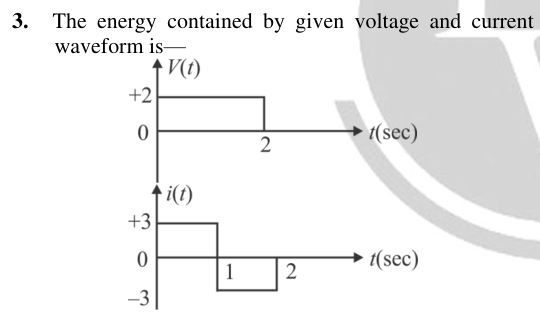 3. The energy contained by given voltage and current
waveform is—
V(t)
+2
0
t(sec)
2
i(t)
+3
0
t(sec)
1
2
–3